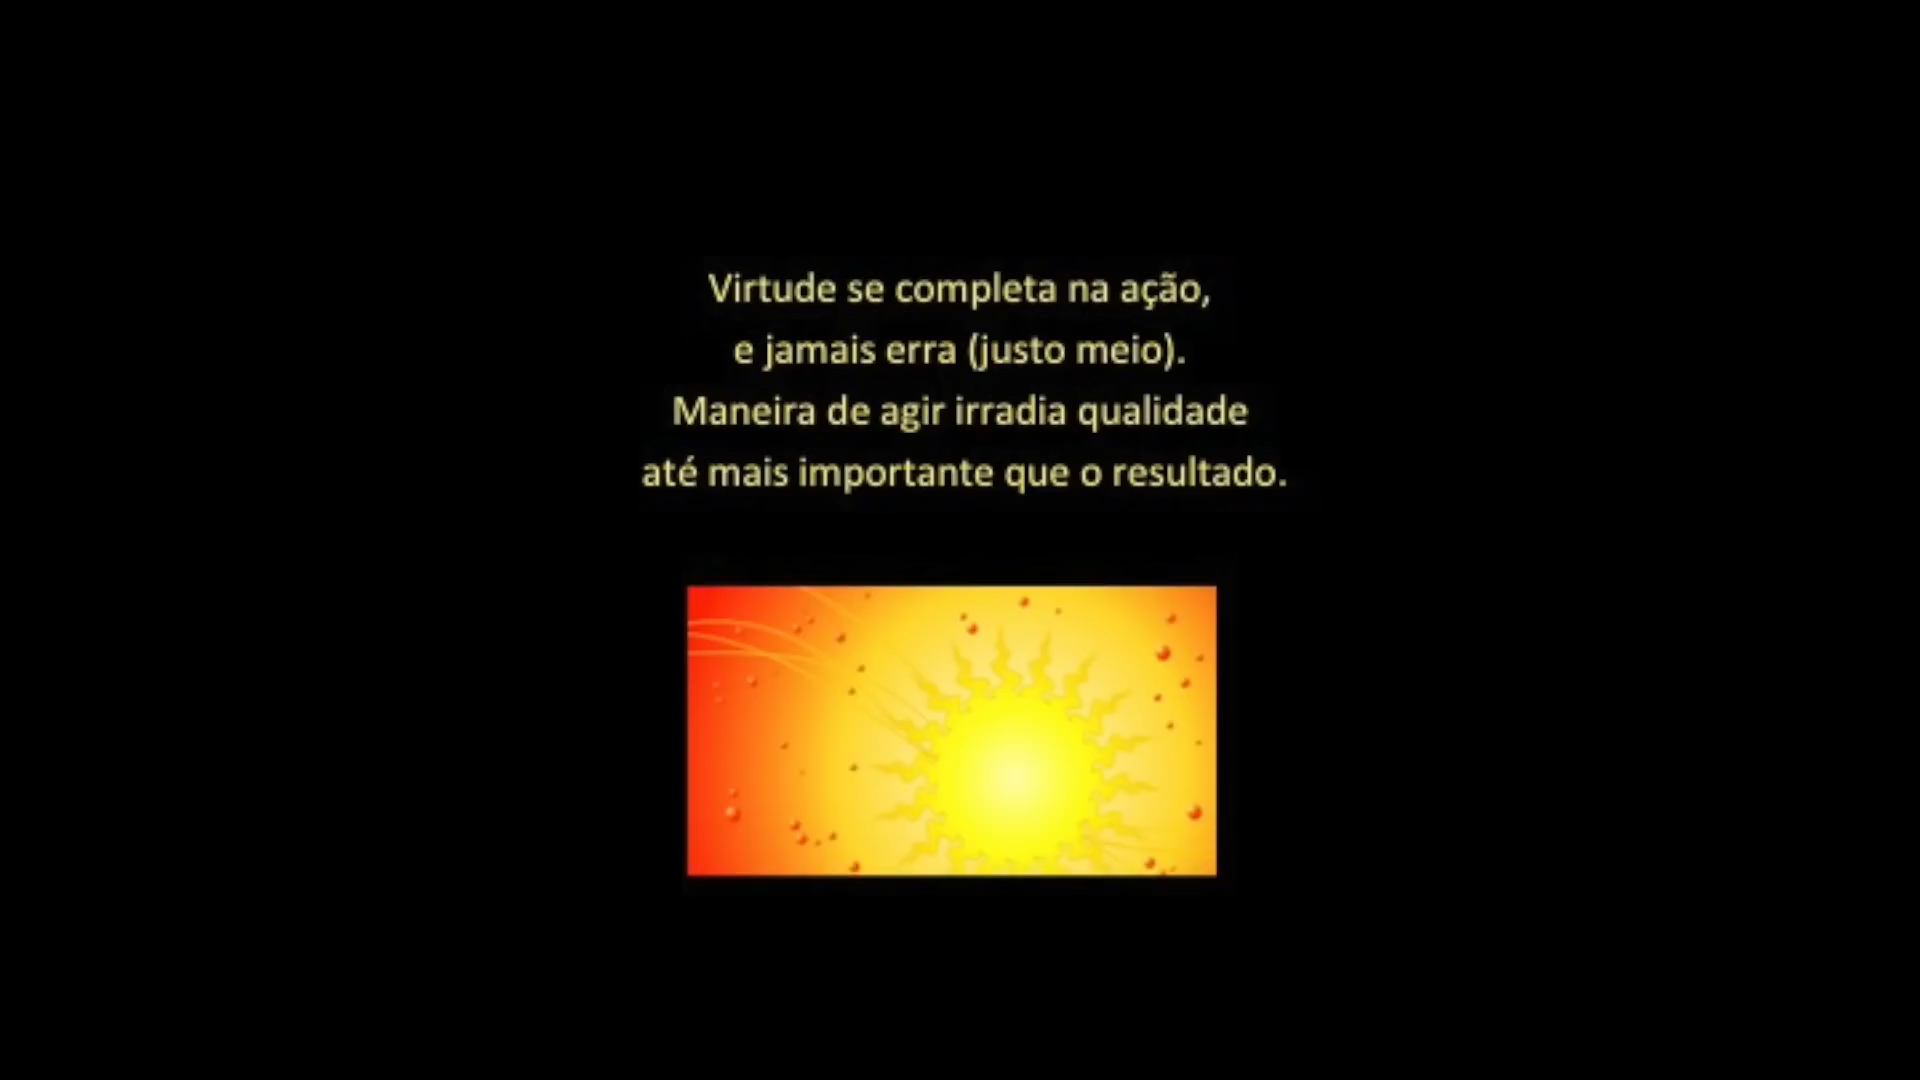 Virtude se completa na ação,
e jamais erra (justo meio).
Maneira de agir irradia qualidade
até mais importante que o resultado.